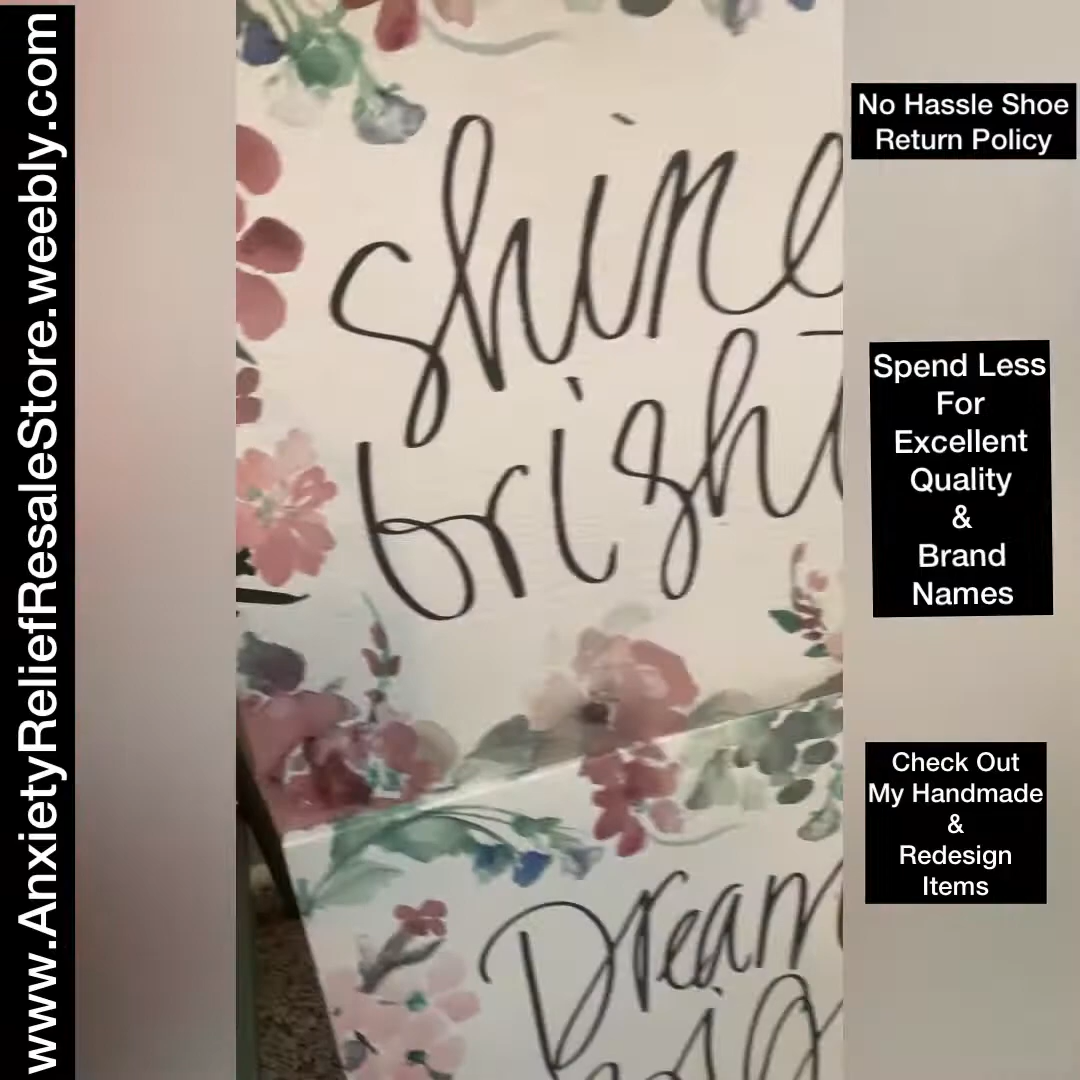 www.AnxietyReliefResaleStore.weebly.com
shine
bright
Dream
No Hassle Shoe
Return Policy
Spend Less
For
Excellent
Quality
&
Brand
Names
Check Out
My Handmade
&
Redesign
Items